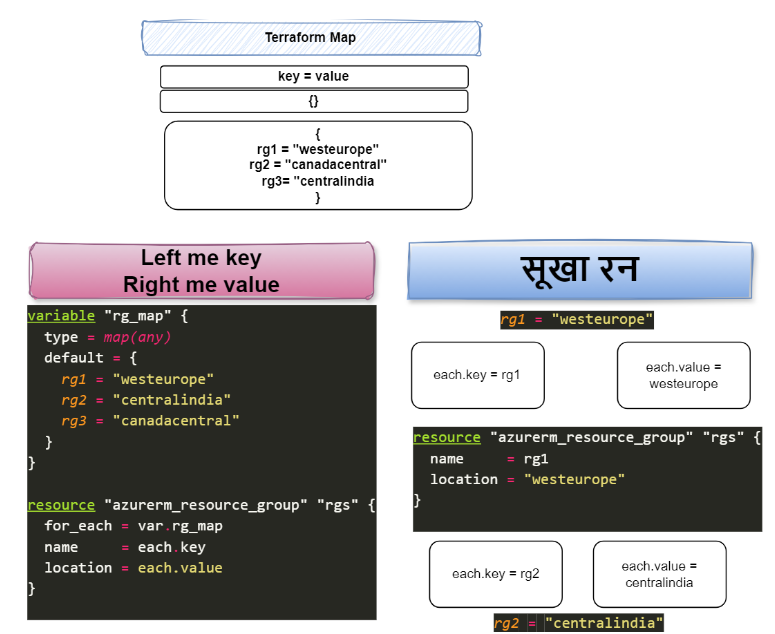 Terraform Map
key = value
{}
{
rg1 = "westeurope"
rg2 = "canadacentral"
rg3= "centralindia
}
Left me key
Right me value
variable "rg_map" {
type = map(any)
default = {
rg1 = "westeurope"
rg2 = "centralindia"
rg3 = "canadacentral"
}
}
resource "azurerm_resource_group" "rgs" {
for_each = var.rg_map
name = each.key
location = each.value
}
सूखा रन
rg1 = "westeurope"
each.key = rg1
each.value =
westeurope
resource "azurerm_resource_group" "rgs" {
name = rg1
location = "westeurope"
}
each.key = rg2
each.value =
centralindia
rg2 = "centralindia"